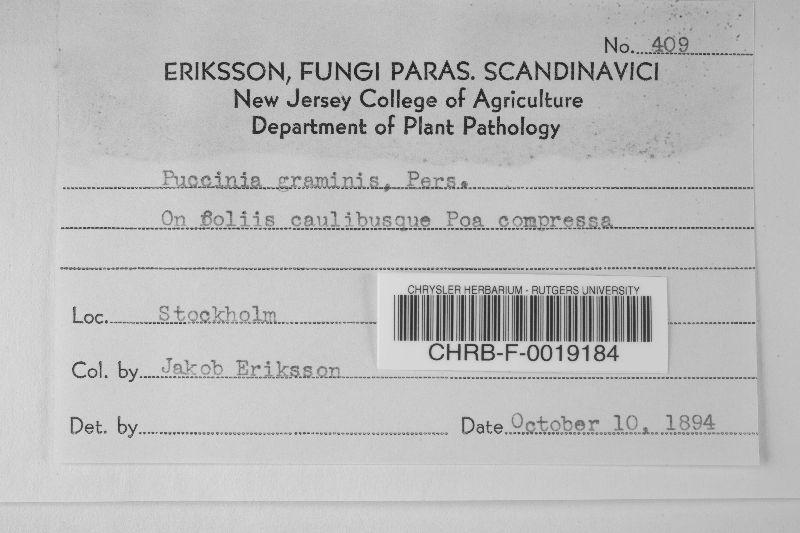 No. 409
ERIKSSON, FUNGI PARAS. SCANDINAVICI
New Jersey College of Agriculture
Department of Plant Pathology
Puccinia graminis, Pers.
On foliis caulibusque Poa compressa
Loc. Stockholm
CHRYSLER HERBARIUM - RUTGERS UNIVERSITY
CHRB-F-0019184
Col. by Jakob Eriksson
Det. by
Date October 10, 1894